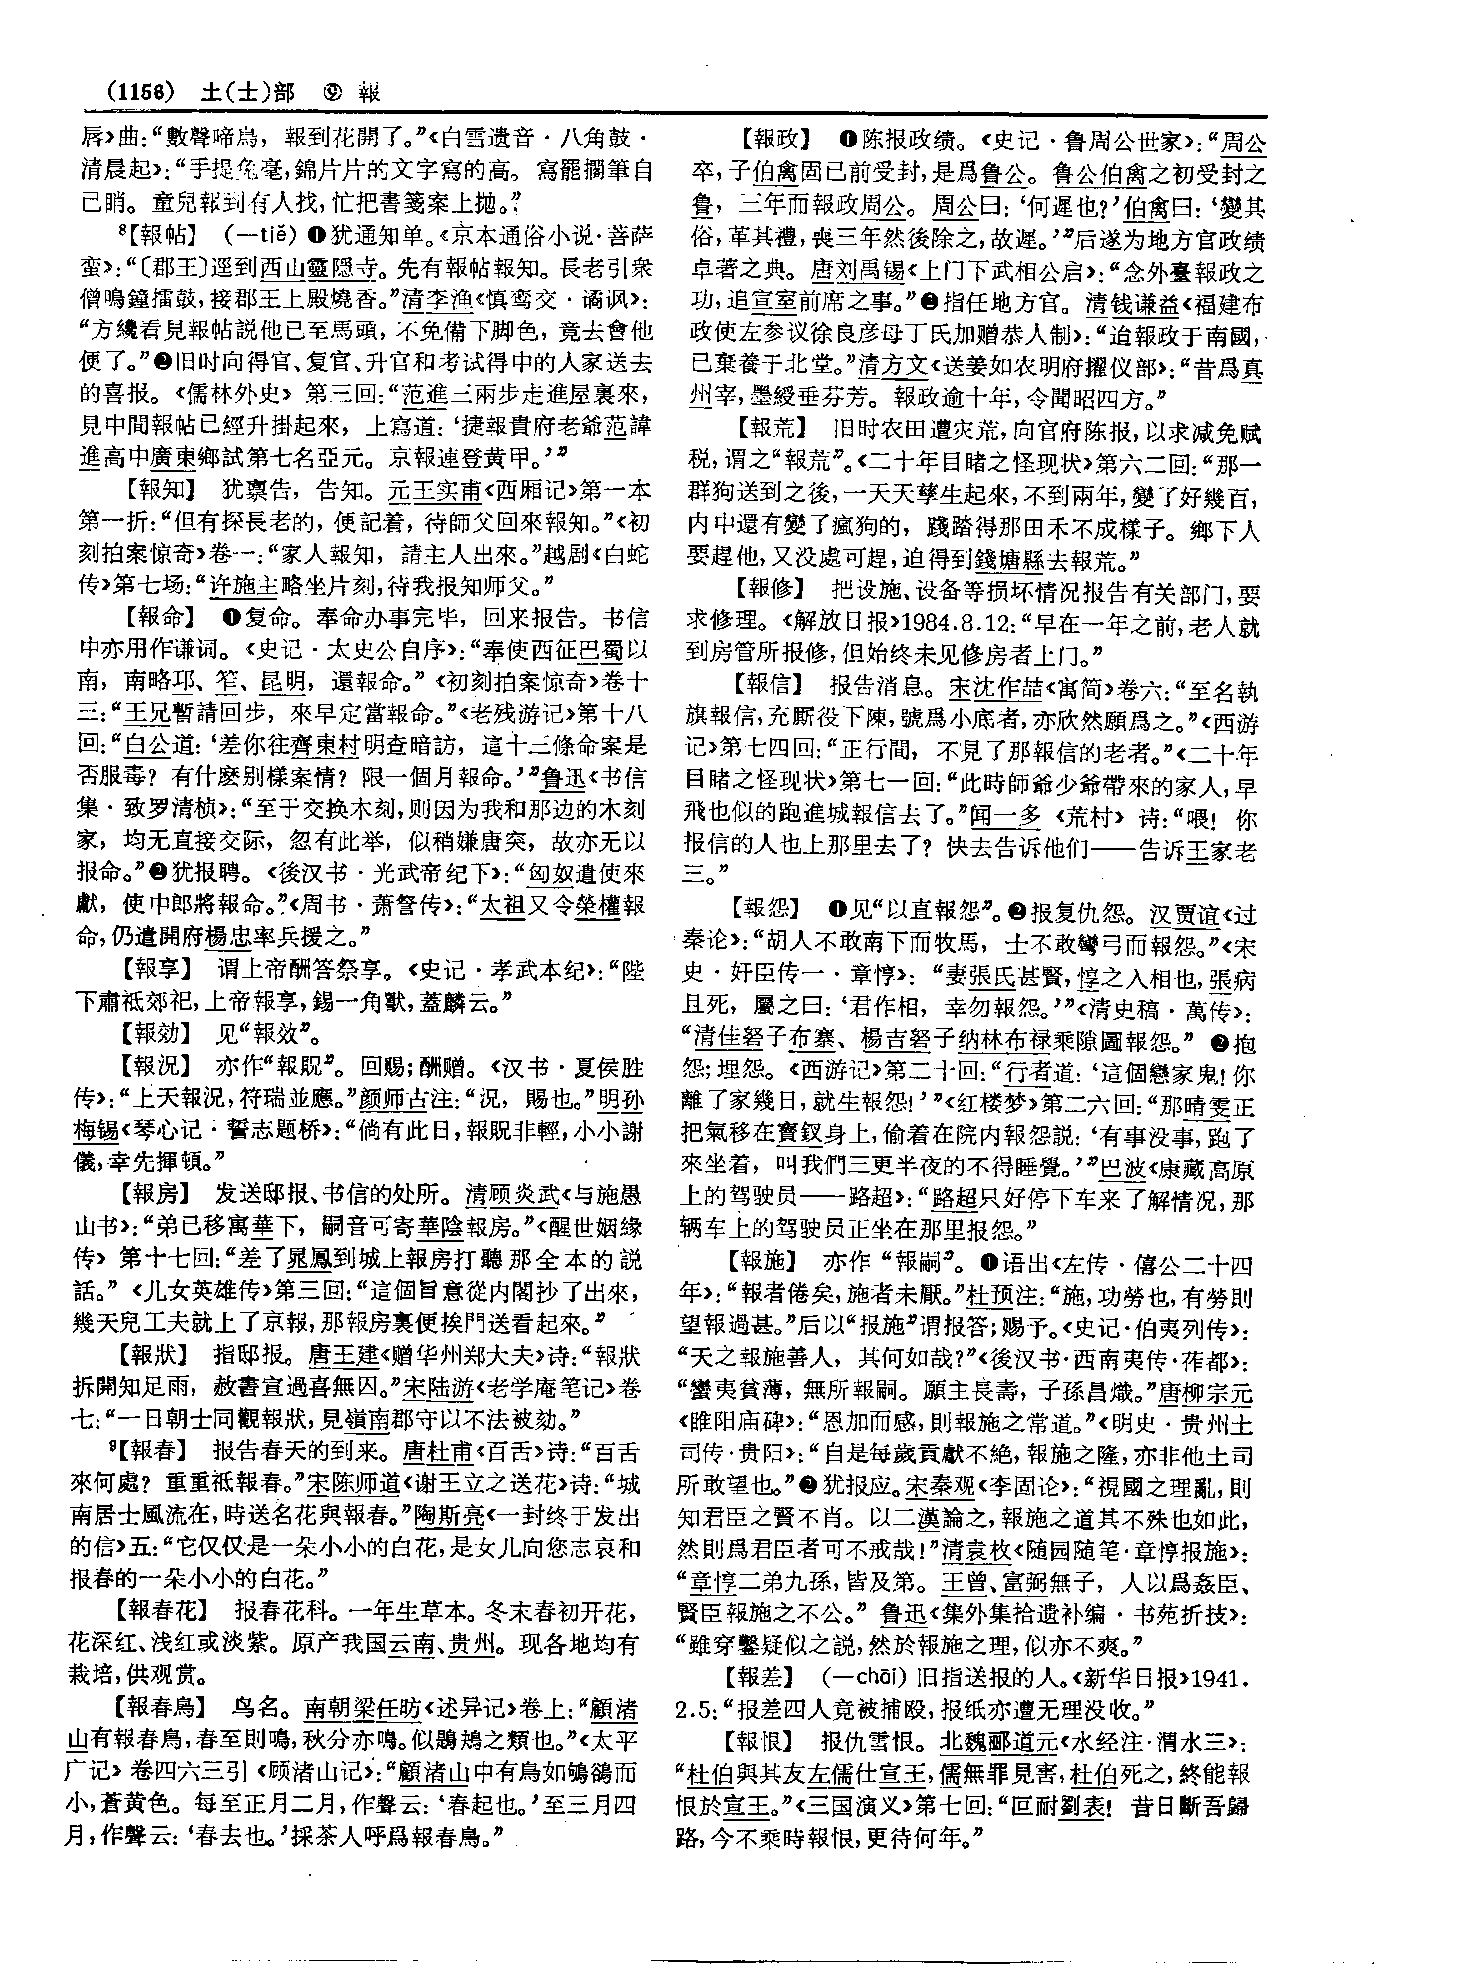 (1156) 土(士)部 ⑨ 報
唇》曲：“數聲啼鳥，報到花開了。”《白雪遗音·八角鼓·
清晨起》：“手提兔毫，錦片片的文字寫的高。寫罷擱筆自
己哨。童兒報到有人找，忙把書箋案上抛。”
⁸【報帖】（—tiě）❶犹通知单。《京本通俗小说·菩萨
蛮》：“〔郡王〕逕到西山靈隐寺。先有報帖報知。長老引衆
僧鳴鐘擂鼓，接郡王上殿燒香。”清李渔《慎鸾交·谲讽》：
“方纔看見報帖説他已至馬頭，不免備下脚色，竟去會他
便了。”❷旧时向得官、复官、升官和考试得中的人家送去
的喜报。《儒林外史》第三回：“范進三兩步走進屋裏來，
見中間報帖已經升掛起來，上寫道：‘捷報貴府老爺范諱
進高中廣東鄉試第七名亞元。京報連登黄甲。’”
【報知】 犹禀告，告知。元王实甫《西厢记》第一本
第一折：“但有探長老的，便記着，待師父回來報知。”《初
刻拍案惊奇》卷一：“家人報知，請主人出來。”越剧《白蛇
传》第七场：“许施主略坐片刻，待我报知师父。”
【報命】 ❶复命。奉命办事完毕，回来报告。书信
中亦用作谦词。《史记·太史公自序》：“奉使西征巴蜀以
南，南略邛、笮、昆明，還報命。”《初刻拍案惊奇》卷十
三：“王兄暫請回步，來早定當報命。”《老残游记》第十八
回：“白公道：‘差你往齊東村明查暗訪，這十三條命案是
否服毒？有什麽别樣案情？限一個月報命。’”鲁迅《书信
集·致罗清桢》：“至于交换木刻，则因为我和那边的木刻
家，均无直接交际，忽有此举，似稍嫌唐突，故亦无以
报命。”❷犹报聘。《後汉书·光武帝纪下》：“匈奴遣使來
獻，使中郎將報命。”《周书·萧詧传》：“太祖又令榮權報
命，仍遣開府楊忠率兵援之。”
【報享】 谓上帝酬答祭享。《史记·孝武本纪》：“陛
下肅祗郊祀，上帝報享，錫一角獸，蓋麟云。”
【報効】 见“報效”。
【報況】 亦作“報貺”。回赐；酬赠。《汉书·夏侯胜
传》：“上天報況，符瑞並應。”颜师古注：“況，賜也。”明孙
梅锡《琴心记·誓志题桥》：“倘有此日，報貺非輕，小小謝
儀，幸先揮頓。”
【報房】 发送邸报、书信的处所。清顾炎武《与施愚
山书》：“弟已移寓華下，嗣音可寄華陰報房。”《醒世姻緣
传》第十七回：“差了晁鳳到城上報房打聽那全本的説
話。”《儿女英雄传》第三回：“這個旨意從内閣抄了出來，
幾天兒工夫就上了京報，那報房裏便挨門送看起來。”
【報狀】 指邸报。唐王建《赠华州郑大夫》诗：“報狀
拆開知足雨，赦書宣過喜無囚。”宋陆游《老学庵笔记》卷
七：“一日朝士同觀報狀，見嶺南郡守以不法被劾。”
⁹【報春】 报告春天的到来。唐杜甫《百舌》诗：“百舌
來何處？重重祗報春。”宋陈师道《谢王立之送花》诗：“城
南居士風流在，時送名花與報春。”陶斯亮《一封终于发出
的信》五：“它仅仅是一朵小小的白花，是女儿向您志哀和
报春的一朵小小的白花。”
【報春花】 报春花科。一年生草本。冬末春初开花，
花深红、浅红或淡紫。原产我国云南、贵州。现各地均有
栽培，供观赏。
【報春鳥】 鸟名。南朝梁任昉《述异记》卷上：“顧渚
山有報春鳥，春至則鳴，秋分亦鳴。似鶗鴂之類也。”《太平
广记》卷四六三引《顾渚山记》：“顧渚山中有鳥如鴝鵒而
小，蒼黄色。每至正月二月，作聲云：‘春起也。’至三月四
月，作聲云：‘春去也。’採茶人呼爲報春鳥。”
【報政】 ❶陈报政绩。《史记·鲁周公世家》：“周公
卒，子伯禽固已前受封，是爲魯公。魯公伯禽之初受封之
魯，三年而報政周公。周公曰：‘何遲也？’伯禽曰：‘變其
俗，革其禮，喪三年然後除之，故遲。’”后遂为地方官政绩
卓著之典。唐刘禹锡《上门下武相公启》：“念外臺報政之
功，追宣室前席之事。”❷指任地方官。清钱谦益《福建布
政使左参议徐良彦母丁氏加赠恭人制》：“迨報政于南國，
已棄養于北堂。”清方文《送姜如农明府擢仪部》：“昔爲真
州宰，墨綬垂芬芳。報政逾十年，令聞昭四方。”
【報荒】 旧时农田遭灾荒，向官府陈报，以求减免赋
税，谓之“報荒”。《二十年目睹之怪现状》第六二回：“那一
群狗送到之後，一天天孳生起來，不到兩年，變了好幾百，
内中還有變了瘋狗的，踐踏得那田禾不成樣子。鄉下人
要趕他，又没處可趕，迫得到錢塘縣去報荒。”
【報修】 把设施、设备等损坏情况报告有关部门，要
求修理。《解放日报》1984.8.12：“早在一年之前，老人就
到房管所报修，但始终未见修房者上门。”
【報信】 报告消息。宋沈作喆《寓简》卷六：“至名執
旗報信，充厮役下陳，號爲小底者，亦欣然願爲之。”《西游
记》第七四回：“正行間，不見了那報信的老者。”《二十年
目睹之怪现状》第七一回：“此時師爺少爺帶來的家人，早
飛也似的跑進城報信去了。”闻一多《荒村》诗：“喂！你
报信的人也上那里去了？快去告诉他们——告诉王家老
三。”
【報怨】 ❶见“以直報怨”。❷报复仇怨。汉贾谊《过
秦论》：“胡人不敢南下而牧馬，士不敢彎弓而報怨。”《宋
史·奸臣传一·章惇》：“妻張氏甚賢，惇之入相也，張病
且死，屬之曰：‘君作相，幸勿報怨。’”《清史稿·萬传》：
“清佳砮子布寨、楊吉砮子纳林布禄乘隙圖報怨。”❷抱
怨；埋怨。《西游记》第二十回：“行者道：‘這個戀家鬼！你
離了家幾日，就生報怨！’”《红楼梦》第二六回：“那晴雯正
把氣移在寶釵身上，偷着在院内報怨説：‘有事没事，跑了
來坐着，叫我們三更半夜的不得睡覺。’”巴波《康藏高原
上的驾驶员——路超》：“路超只好停下车来了解情况，那
辆车上的驾驶员正坐在那里报怨。”
【報施】 亦作“報嗣”。❶语出《左传·僖公二十四
年》：“報者倦矣，施者未厭。”杜预注：“施，功勞也，有勞則
望報過甚。”后以“报施”谓报答；赐予。《史记·伯夷列传》：
“天之報施善人，其何如哉？”《後汉书·西南夷传·莋都》：
“蠻夷貧薄，無所報嗣。願主長壽，子孫昌熾。”唐柳宗元
《睢阳庙碑》：“恩加而感，則報施之常道。”《明史·贵州土
司传·贵阳》：“自是每歲貢獻不絶，報施之隆，亦非他土司
所敢望也。”❷犹报应。宋秦观《李固论》：“視國之理亂，則
知君臣之賢不肖。以二漢論之，報施之道其不殊也如此，
然則爲君臣者可不戒哉！”清袁枚《随园随笔·章惇报施》：
“章惇二弟九孫，皆及第。王曾、富弼無子，人以爲姦臣、
賢臣報施之不公。”鲁迅《集外集拾遗补编·书苑折技》：
“雖穿鑿疑似之説，然於報施之理，似亦不爽。”
【報差】（—chāi）旧指送报的人。《新华日报》1941.
2.5：“报差四人竟被捕殴，报纸亦遭无理没收。”
【報恨】 报仇雪恨。北魏郦道元《水经注·渭水三》：
“杜伯與其友左儒仕宣王，儒無罪見害，杜伯死之，終能報
恨於宣王。”《三国演义》第七回：“叵耐劉表！昔日斷吾歸
路，今不乘時報恨，更待何年。”